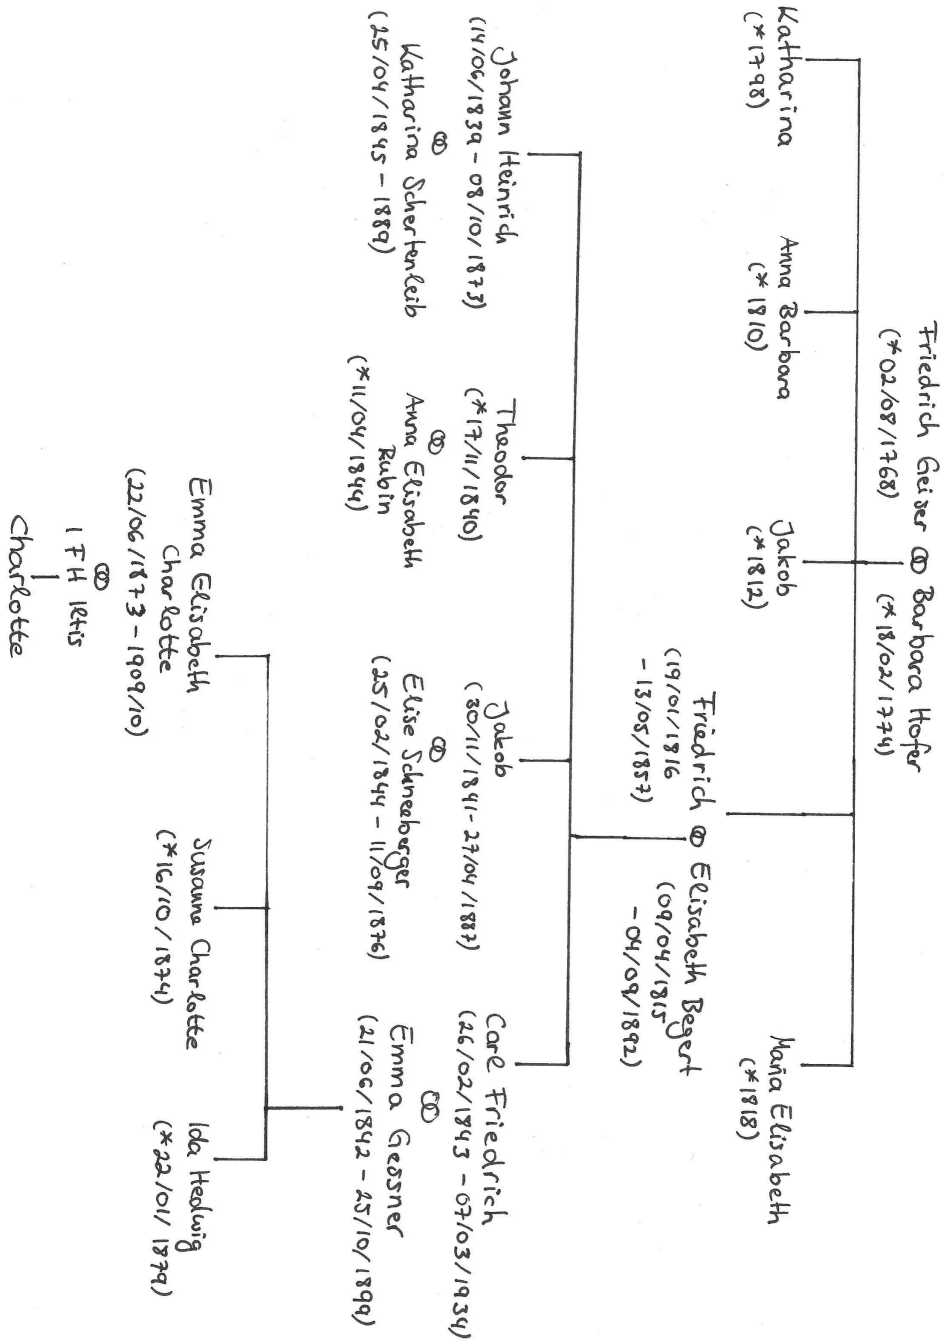 Friedrich Geiser ⚭ Barbara Hofer
(*02/08/1768) (*18/02/1774)
Katharina
(*1798)
Anna Barbara
(*1810)
Jakob
(*1812)
Friedrich ⚭ Elisabeth Begert
(19/01/1816
- 13/05/1857)
(09/04/1815
- 04/09/1892)
Maria Elisabeth
(*1818)
Johann Heinrich
(14/06/1839 - 08/10/1873)
⚭
Katharina Schertenleib
(25/04/1845 - 1889)
Theodor
(*17/11/1840)
⚭
Anna Elisabeth
Rubin
(*11/04/1844)
Jakob
(30/11/1841 - 27/04/1887)
⚭
Elise Schneeberger
(25/02/1844 - 11/09/1876)
Carl Friedrich
(26/02/1843 - 07/03/1934)
⚭
Emma Gessner
(21/06/1842 - 25/10/1899)
Emma Elisabeth
Charlotte
(22/06/1873 - 1909/10)
⚭
1 FH Iltis
Charlotte
Susanne Charlotte
(*16/10/1874)
Ida Hedwig
(*22/01/1879)